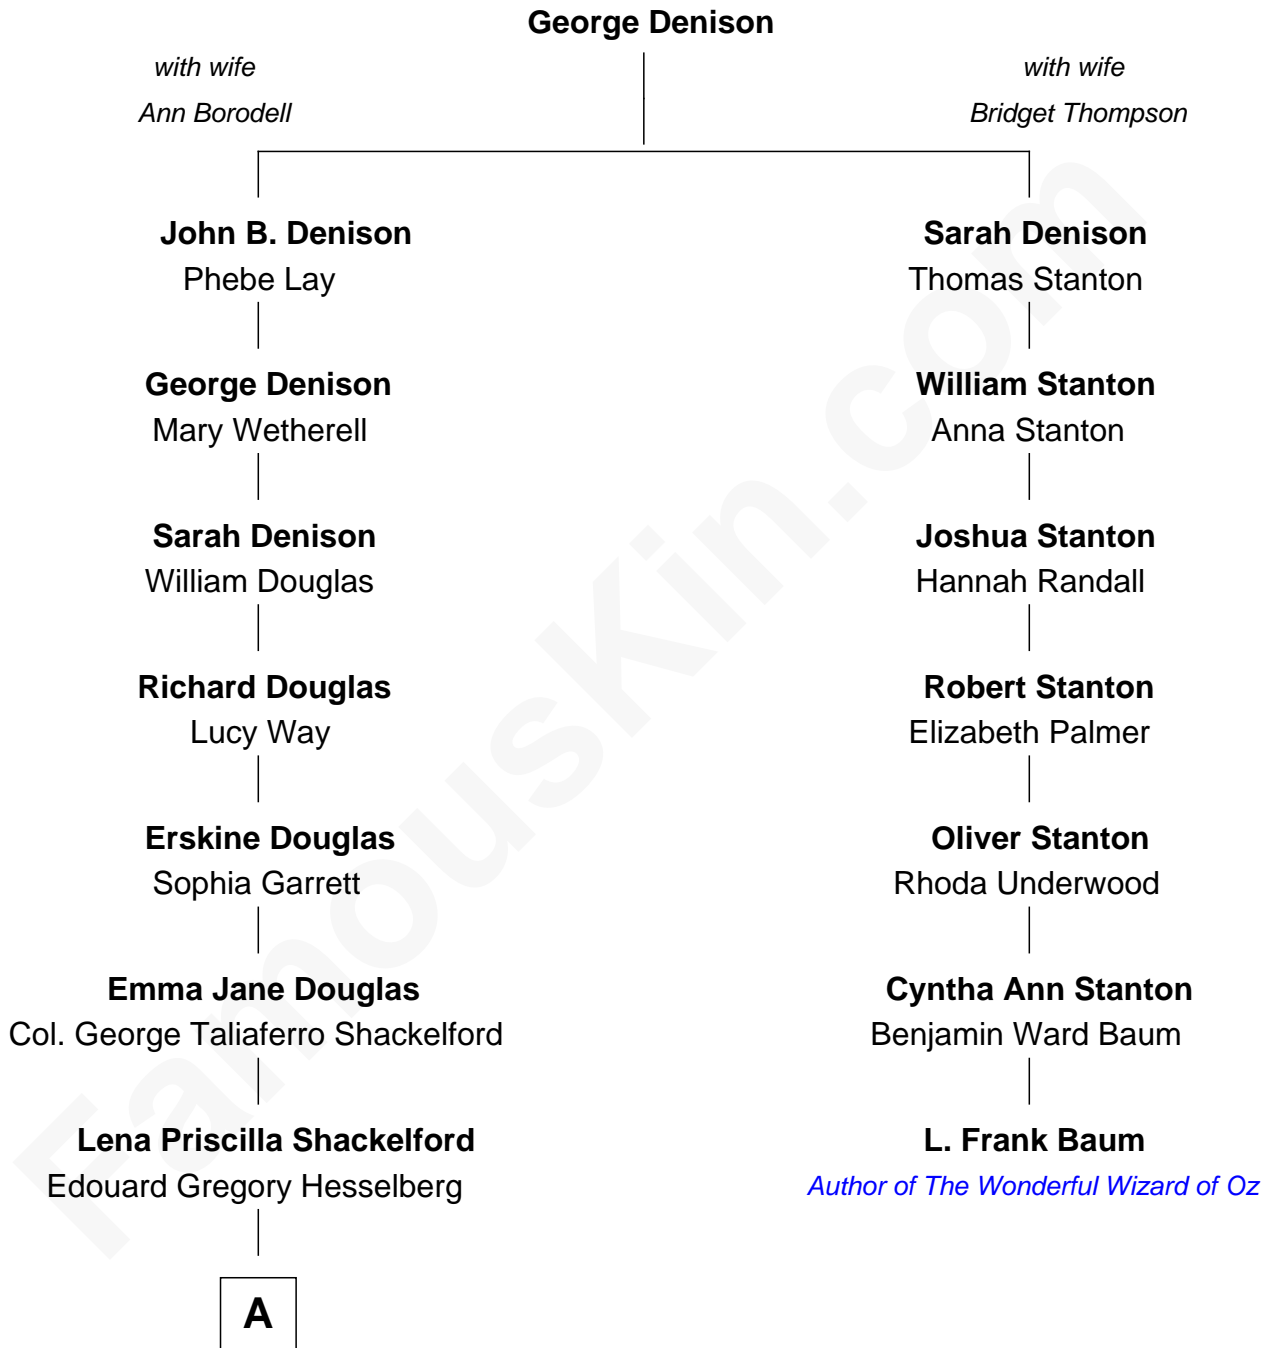 George Denison
with wife
Ann Borodell
with wife
Bridget Thompson
John B. Denison
Phebe Lay
George Denison
Mary Wetherell
Sarah Denison
William Douglas
Richard Douglas
Lucy Way
Erskine Douglas
Sophia Garrett
Emma Jane Douglas
Col. George Taliaferro Shackelford
Lena Priscilla Shackelford
Edouard Gregory Hesselberg
A
Sarah Denison
Thomas Stanton
William Stanton
Anna Stanton
Joshua Stanton
Hannah Randall
Robert Stanton
Elizabeth Palmer
Oliver Stanton
Rhoda Underwood
Cyntha Ann Stanton
Benjamin Ward Baum
L. Frank Baum
Author of The Wonderful Wizard of Oz
FamousKin.com